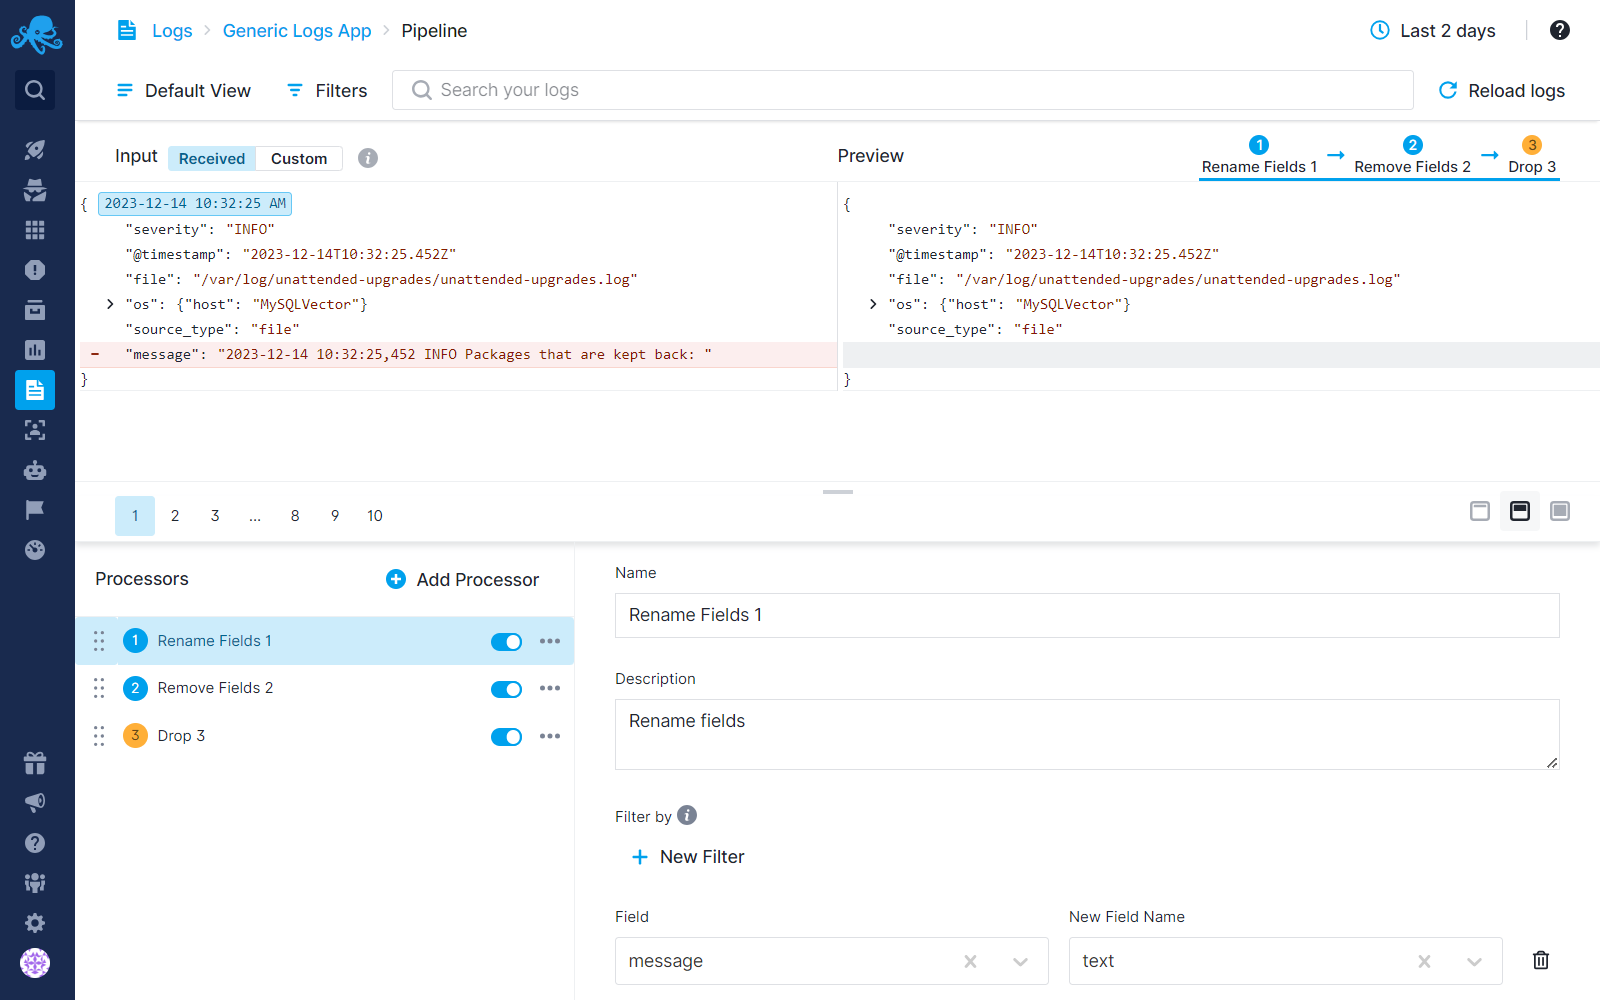 Logs > Generic Logs App > Pipeline
Last 2 days
Default View
Filters
Search your logs
Reload logs
Input
Received
Custom
Preview
1
Rename Fields 1
2
Remove Fields 2
3
Drop 3
{ 2023-12-14 10:32:25 AM
"severity": "INFO"
"@timestamp": "2023-12-14T10:32:25.452Z"
"file": "/var/log/unattended-upgrades/unattended-upgrades.log"
"os": {"host": "MySQLVector"}
"source_type": "file"
- "message": "2023-12-14 10:32:25,452 INFO Packages that are kept back: "
}
{
"severity": "INFO"
"@timestamp": "2023-12-14T10:32:25.452Z"
"file": "/var/log/unattended-upgrades/unattended-upgrades.log"
"os": {"host": "MySQLVector"}
"source_type": "file"
}
1 2 3 ... 8 9 10
Processors
Add Processor
1 Rename Fields 1
2 Remove Fields 2
3 Drop 3
Name
Rename Fields 1
Description
Rename fields
Filter by
+ New Filter
Field
message
New Field Name
text